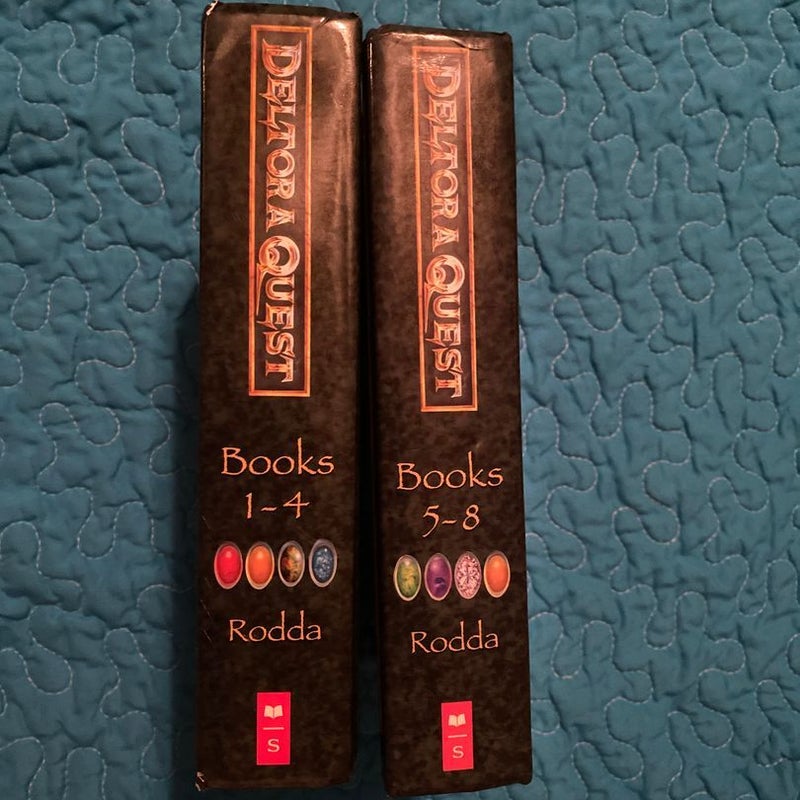 DELTORA QUEST
Books
1-4
Rodda
S
DELTORA QUEST
Books
5-8
Rodda
S